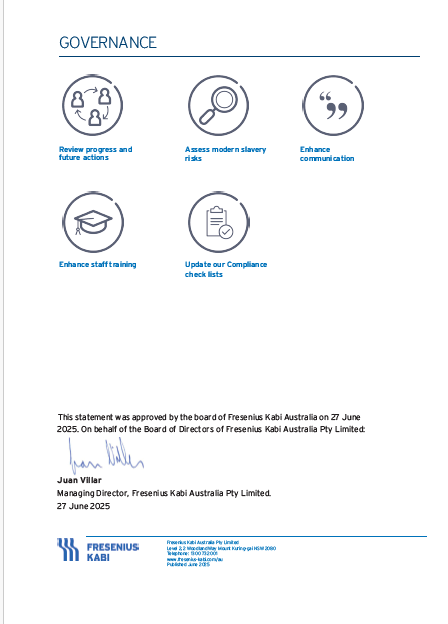 GOVERNANCE
Review progress and
future actions
Assess modern slavery
risks
Enhance
communication
Enhance staff training
Update our Compliance
check lists
This statement was approved by the board of Fresenius Kabi Australia on 27 June
2025. On behalf of the Board of Directors of Fresenius Kabi Australia Pty Limited:
Juan Villar
Managing Director, Fresenius Kabi Australia Pty Limited.
27 June 2025
FRESENIUS
KABI
Fresenius Kabi Australia Pty Limited
Level 2, 2 Woodland Way Mount Kuring-gai NSW 2080
Telephone: 1300 732 001
www.fresenius-kabi.com/au
Published June 2025